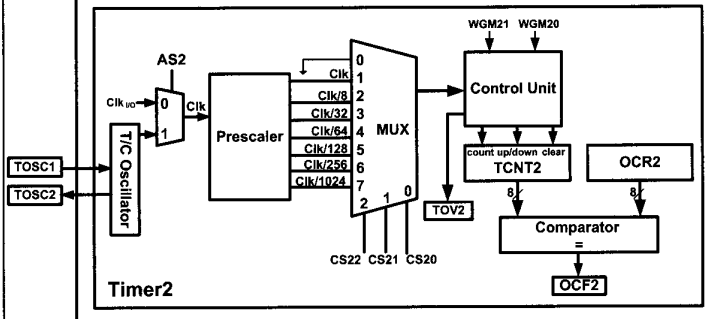 WGM21 WGM20
AS2
Clk I/O 0 Clk
1
T/C Oscillator
TOSC1
TOSC2
Prescaler
0
Clk 1
Clk/8 2
Clk/32 3
Clk/64 4
Clk/128 5
Clk/256 6
Clk/1024 7
MUX
2 1 0
CS22 CS21 CS20
Control Unit
count up/down clear
TCNT2
OCR2
8 8
TOV2
Comparator
=
OCF2
Timer2